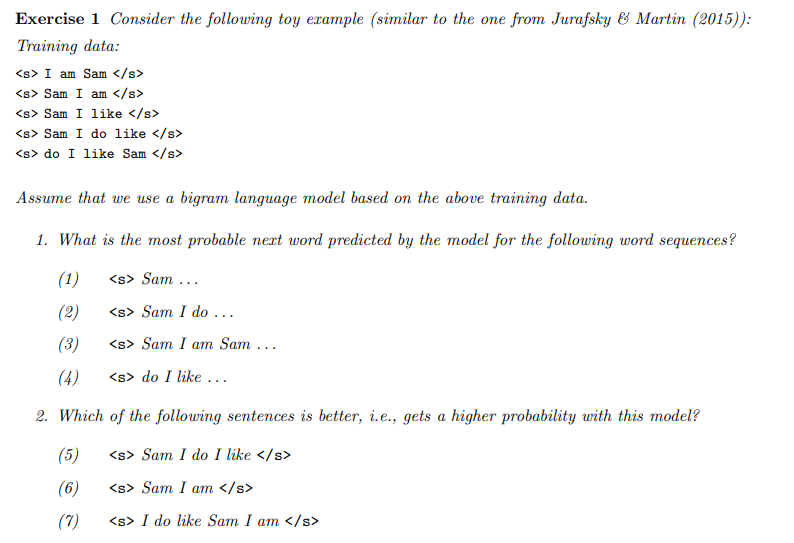 Exercise 1 Consider the following toy example (similar to the one from Jurafsky & Martin (2015)):
Training data:
<s> I am Sam </s>
<s> Sam I am </s>
<s> Sam I like </s>
<s> Sam I do like </s>
<s> do I like Sam </s>
Assume that we use a bigram language model based on the above training data.
1. What is the most probable next word predicted by the model for the following word sequences?
(1) <s> Sam ...
(2) <s> Sam I do ...
(3) <s> Sam I am Sam ...
(4) <s> do I like ...
2. Which of the following sentences is better, i.e., gets a higher probability with this model?
(5) <s> Sam I do I like </s>
(6) <s> Sam I am </s>
(7) <s> I do like Sam I am </s>